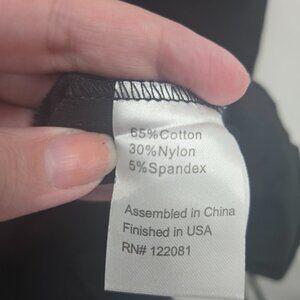 65%Cotton
30%Nylon
5%Spandex
Assembled in China
Finished in USA
RN# 122081